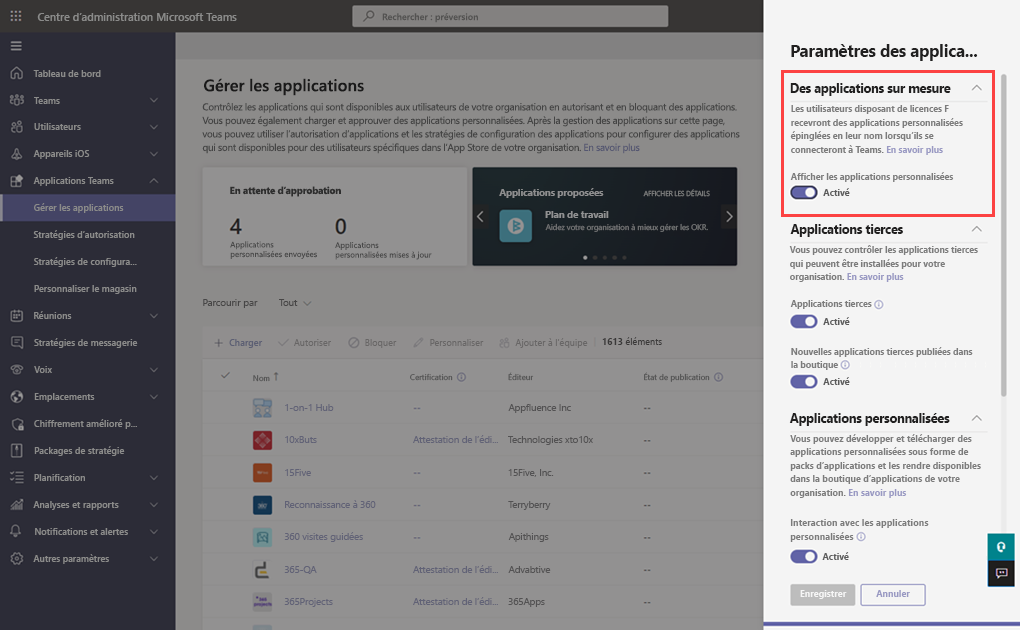 Centre d'administration Microsoft Teams
Rechercher : préversion
Tableau de bord
Teams
Utilisateurs
Appareils iOS
Applications Teams
Gérer les applications
Stratégies d'autorisation
Stratégies de configura...
Personnaliser le magasin
Réunions
Stratégies de messagerie
Voix
Emplacements
Chiffrement amélioré p...
Packages de stratégie
Planification
Analyses et rapports
Notifications et alertes
Autres paramètres
Gérer les applications
Contrôlez les applications qui sont disponibles aux utilisateurs de votre organisation en autorisant et en bloquant des applications.
Vous pouvez également charger et approuver des applications personnalisées. Après la gestion des applications sur cette page,
vous pouvez utiliser l'autorisation d'applications et les stratégies de configuration des applications pour configurer des applications
qui sont disponibles pour des utilisateurs spécifiques dans l'App Store de votre organisation. En savoir plus
En attente d'approbation
4
Applications
personnalisées envoyées
0
Applications
personnalisées mises à jour
Applications proposées
AFFICHER LES DÉTAILS
Plan de travail
Aidez votre organisation à mieux gérer les OKR.
Parcourir par Tout
+ Charger Autoriser Bloquer Personnaliser Ajouter à l'équipe 1613 éléments
Nom ↑ Certification Éditeur État de publication
1-on-1 Hub -- Appfluence Inc --
10xButs Attestation de l'édi... Technologies xto10x --
15Five -- 15Five, Inc. --
Reconnaissance à 360 -- Terryberry --
360 visites guidées -- Apithings --
365-QA Attestation de l'édi... Advabtive --
365Projects Attestation de l'édi... 365Apps --
Paramètres des applica...
Des applications sur mesure
Les utilisateurs disposant de licences F
recevront des applications personnalisées
épinglées en leur nom lorsqu'ils se
connecteront à Teams. En savoir plus
Afficher les applications personnalisées
Activé
Applications tierces
Vous pouvez contrôler les applications tierces
qui peuvent être installées pour votre
organisation. En savoir plus
Applications tierces
Activé
Nouvelles applications tierces publiées dans
la boutique
Activé
Applications personnalisées
Vous pouvez développer et télécharger des
applications personnalisées sous forme de
packs d'applications et les rendre disponibles
dans la boutique d'applications de votre
organisation. En savoir plus
Interaction avec les applications
personnalisées
Activé
Enregistrer Annuler